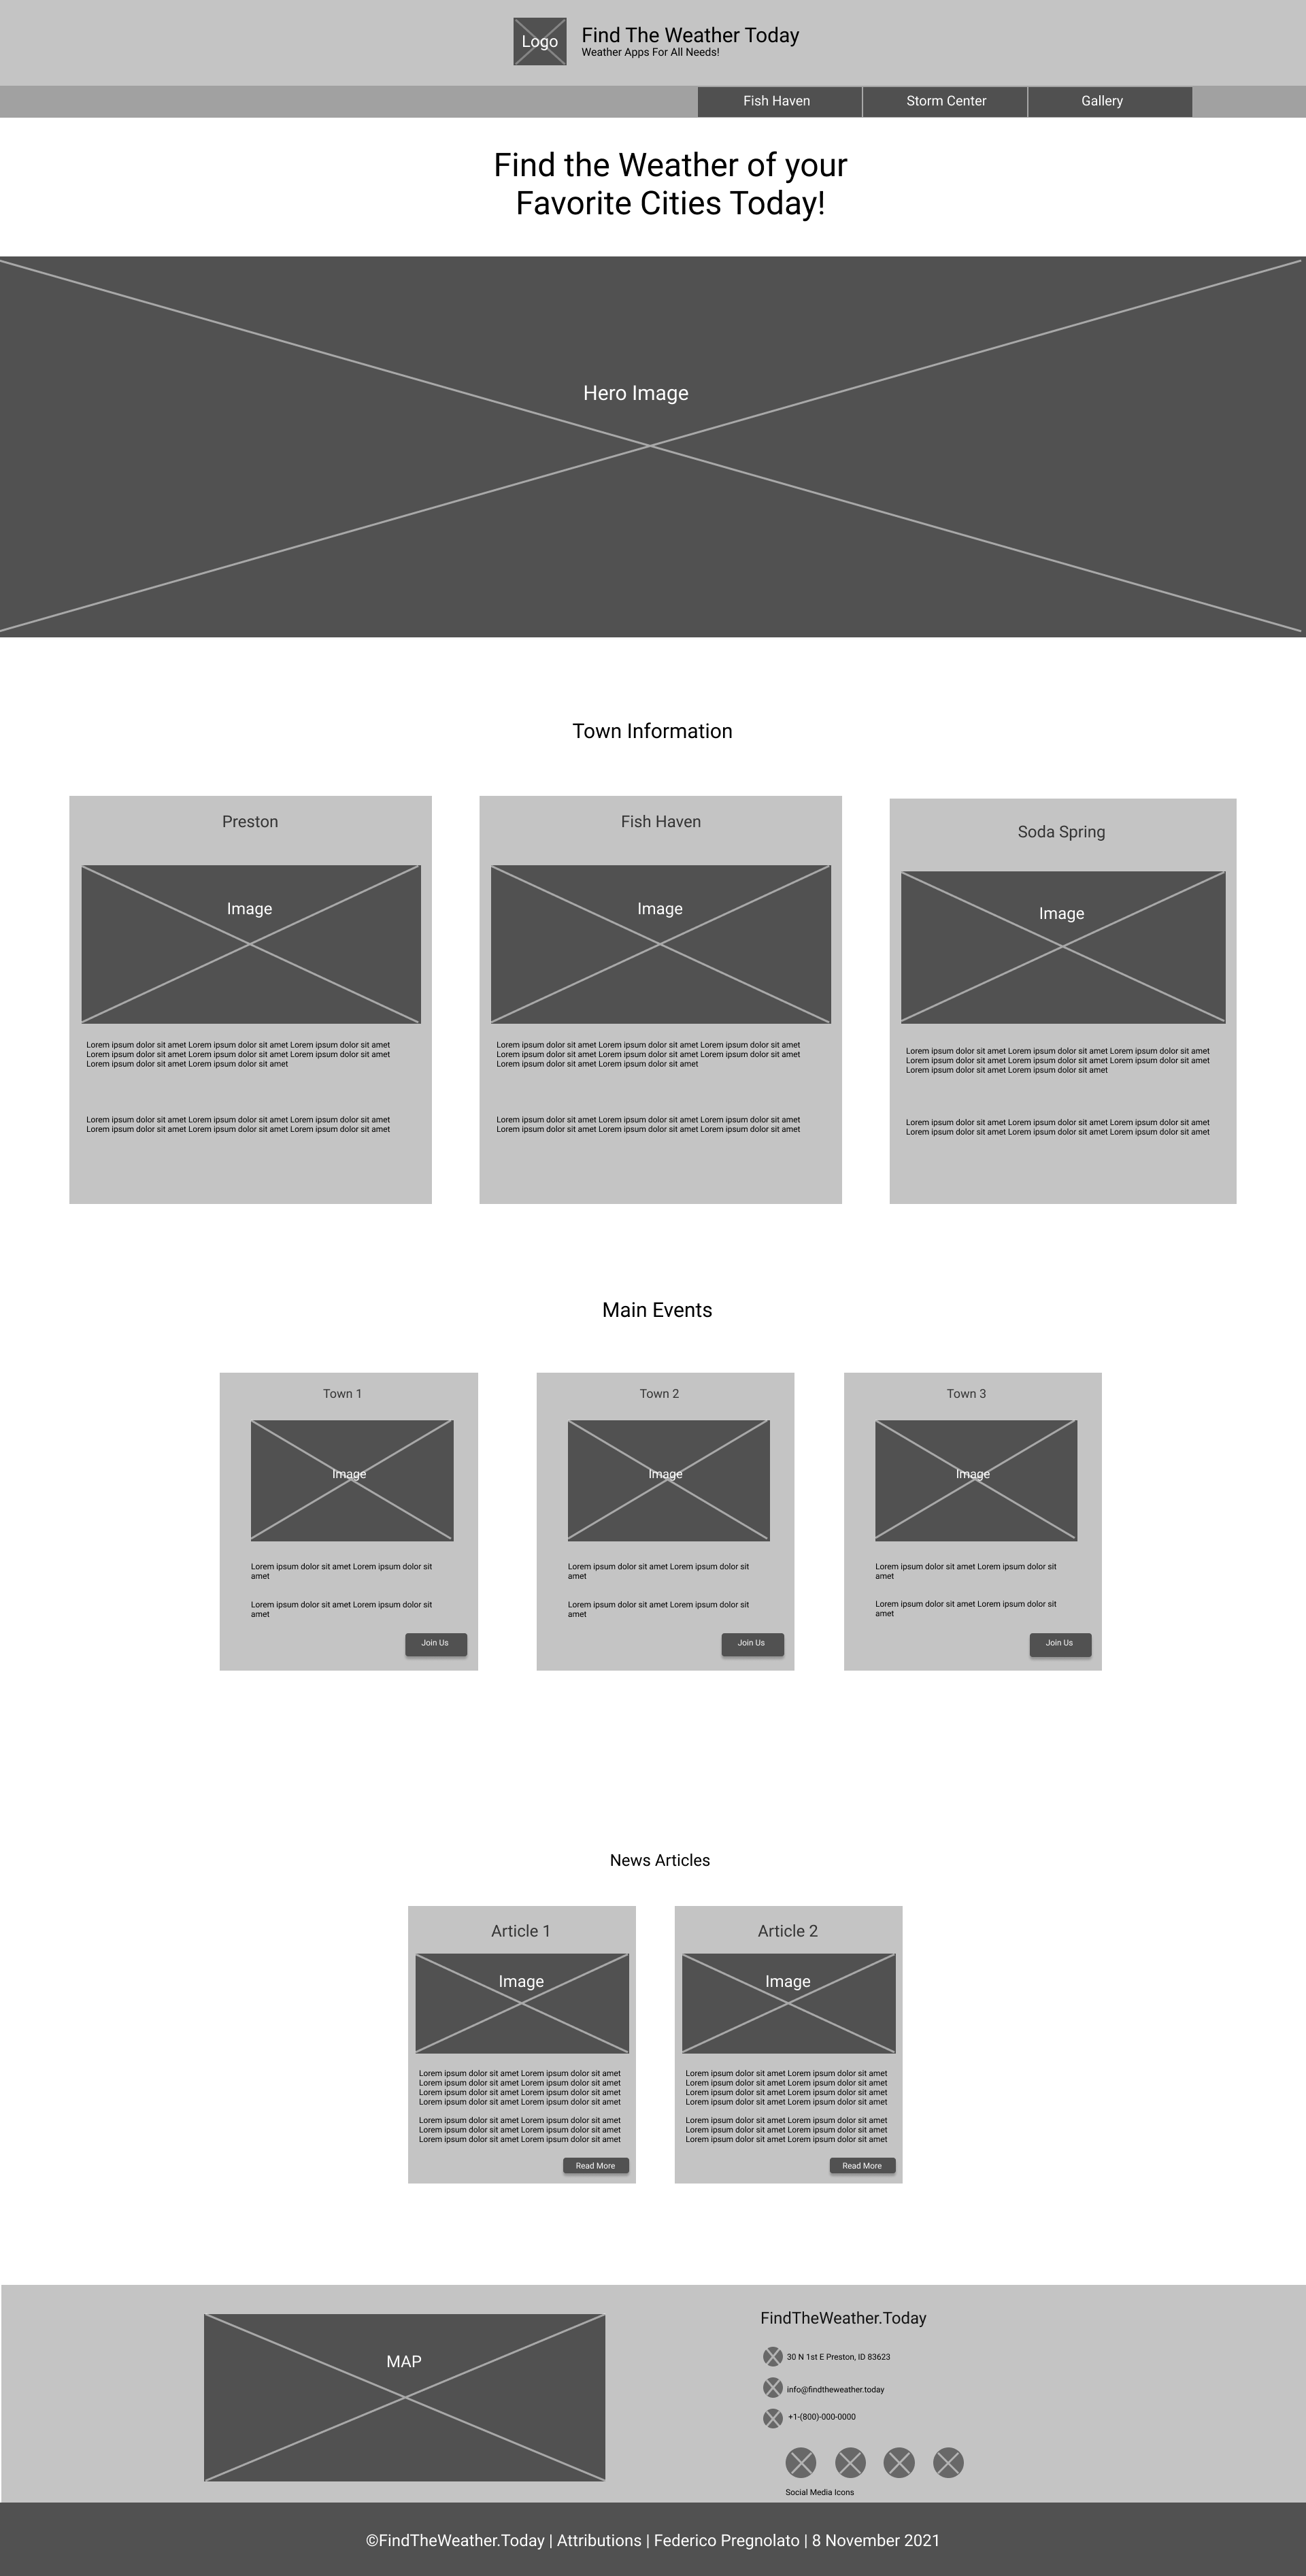 Logo
Find The Weather Today
Weather Apps For All Needs!
Fish Haven
Storm Center
Gallery
Find the Weather of your
Favorite Cities Today!
Hero Image
Town Information
Preston
Image
Lorem ipsum dolor sit amet Lorem ipsum dolor sit amet Lorem ipsum dolor sit amet
Lorem ipsum dolor sit amet Lorem ipsum dolor sit amet Lorem ipsum dolor sit amet
Lorem ipsum dolor sit amet Lorem ipsum dolor sit amet
Lorem ipsum dolor sit amet Lorem ipsum dolor sit amet Lorem ipsum dolor sit amet
Lorem ipsum dolor sit amet Lorem ipsum dolor sit amet Lorem ipsum dolor sit amet
Fish Haven
Image
Lorem ipsum dolor sit amet Lorem ipsum dolor sit amet Lorem ipsum dolor sit amet
Lorem ipsum dolor sit amet Lorem ipsum dolor sit amet Lorem ipsum dolor sit amet
Lorem ipsum dolor sit amet Lorem ipsum dolor sit amet
Lorem ipsum dolor sit amet Lorem ipsum dolor sit amet Lorem ipsum dolor sit amet
Lorem ipsum dolor sit amet Lorem ipsum dolor sit amet Lorem ipsum dolor sit amet
Soda Spring
Image
Lorem ipsum dolor sit amet Lorem ipsum dolor sit amet Lorem ipsum dolor sit amet
Lorem ipsum dolor sit amet Lorem ipsum dolor sit amet Lorem ipsum dolor sit amet
Lorem ipsum dolor sit amet Lorem ipsum dolor sit amet
Lorem ipsum dolor sit amet Lorem ipsum dolor sit amet Lorem ipsum dolor sit amet
Lorem ipsum dolor sit amet Lorem ipsum dolor sit amet Lorem ipsum dolor sit amet
Main Events
Town 1
Image
Lorem ipsum dolor sit amet Lorem ipsum dolor sit
amet
Lorem ipsum dolor sit amet Lorem ipsum dolor sit
amet
Join Us
Town 2
Image
Lorem ipsum dolor sit amet Lorem ipsum dolor sit
amet
Lorem ipsum dolor sit amet Lorem ipsum dolor sit
amet
Join Us
Town 3
Image
Lorem ipsum dolor sit amet Lorem ipsum dolor sit
amet
Lorem ipsum dolor sit amet Lorem ipsum dolor sit
amet
Join Us
News Articles
Article 1
Image
Lorem ipsum dolor sit amet Lorem ipsum dolor sit amet
Lorem ipsum dolor sit amet Lorem ipsum dolor sit amet
Lorem ipsum dolor sit amet Lorem ipsum dolor sit amet
Lorem ipsum dolor sit amet Lorem ipsum dolor sit amet
Lorem ipsum dolor sit amet Lorem ipsum dolor sit amet
Lorem ipsum dolor sit amet Lorem ipsum dolor sit amet
Lorem ipsum dolor sit amet Lorem ipsum dolor sit amet
Read More
Article 2
Image
Lorem ipsum dolor sit amet Lorem ipsum dolor sit amet
Lorem ipsum dolor sit amet Lorem ipsum dolor sit amet
Lorem ipsum dolor sit amet Lorem ipsum dolor sit amet
Lorem ipsum dolor sit amet Lorem ipsum dolor sit amet
Lorem ipsum dolor sit amet Lorem ipsum dolor sit amet
Lorem ipsum dolor sit amet Lorem ipsum dolor sit amet
Lorem ipsum dolor sit amet Lorem ipsum dolor sit amet
Read More
MAP
FindTheWeather.Today
30 N 1st E Preston, ID 83623
info@findtheweather.today
+1-(800)-000-0000
Social Media Icons
©FindTheWeather.Today | Attributions | Federico Pregnolato | 8 November 2021